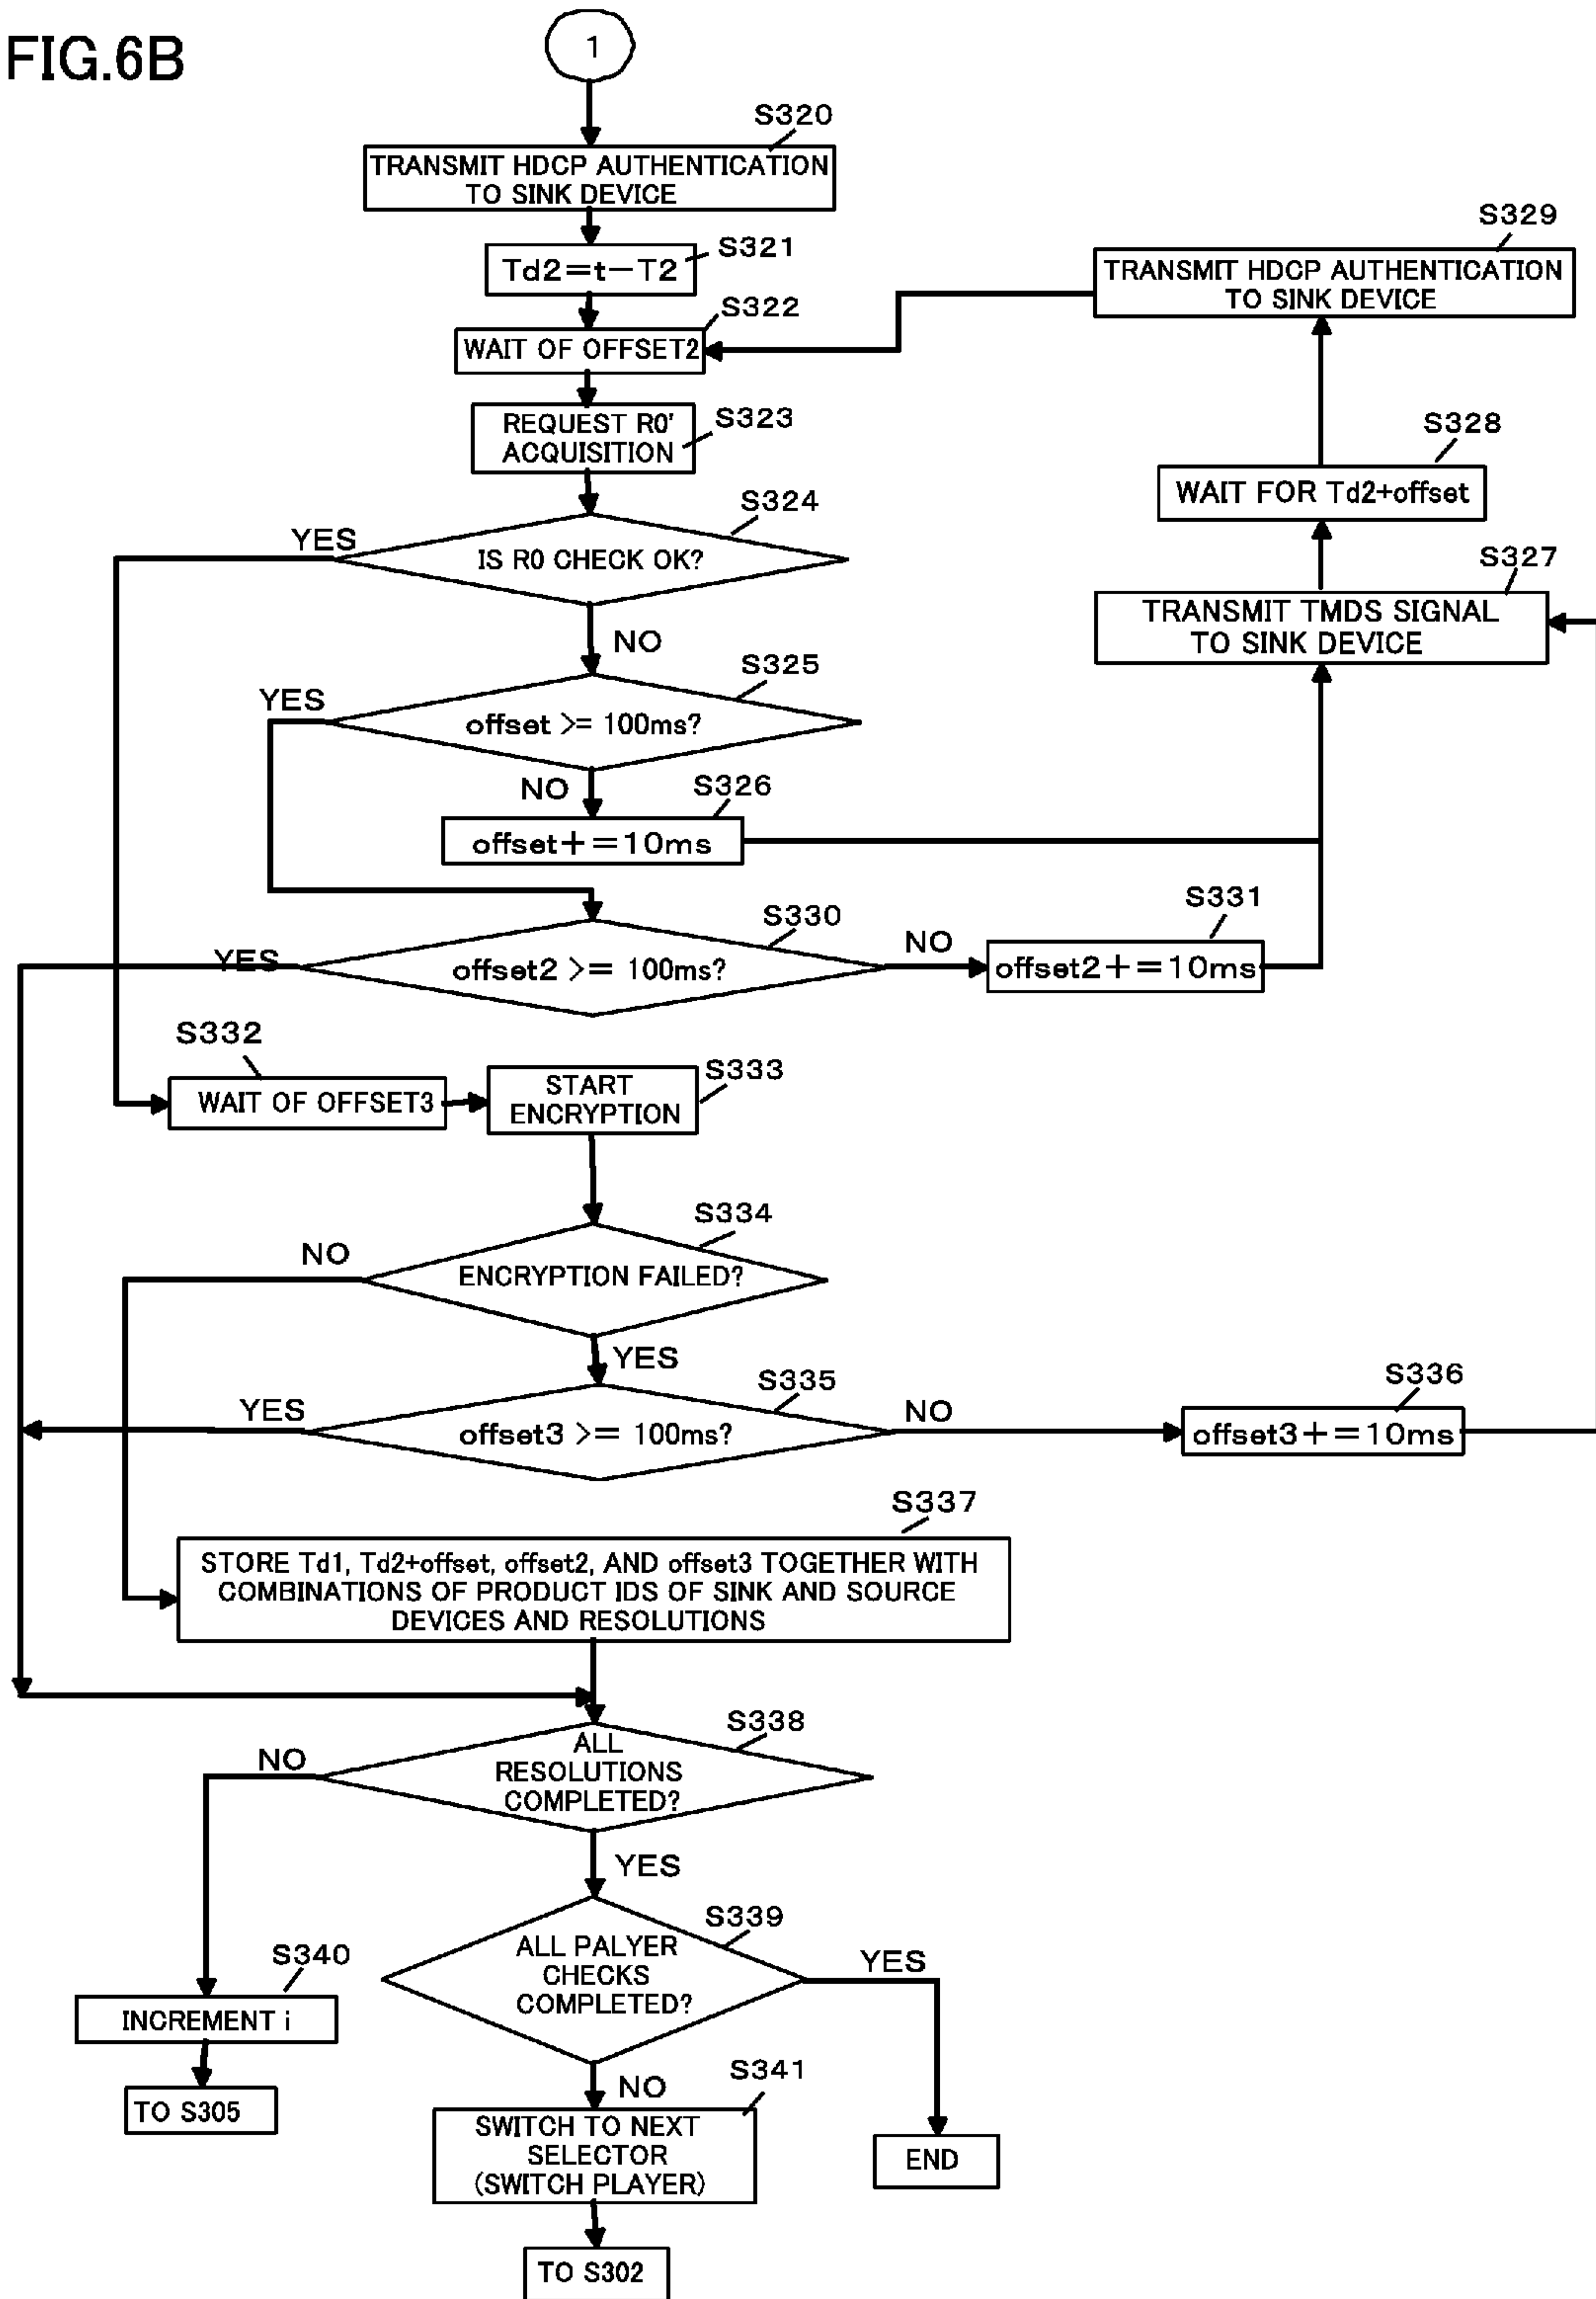 FIG.6B
1
S320
TRANSMIT HDCP AUTHENTICATION
TO SINK DEVICE
S321
Td2=t-T2
S322
WAIT OF OFFSET2
S323
REQUEST R0'
ACQUISITION
S324
YES
IS R0 CHECK OK?
NO
S325
YES
offset >= 100ms?
NO
S326
offset+=10ms
S329
TRANSMIT HDCP AUTHENTICATION
TO SINK DEVICE
S328
WAIT FOR Td2+offset
S327
TRANSMIT TMDS SIGNAL
TO SINK DEVICE
S330
YES
offset2 >= 100ms?
NO
S331
offset2+=10ms
S332
WAIT OF OFFSET3
S333
START
ENCRYPTION
S334
NO
ENCRYPTION FAILED?
YES
S335
YES
offset3 >= 100ms?
NO
S336
offset3+=10ms
S337
STORE Td1, Td2+offset, offset2, AND offset3 TOGETHER WITH
COMBINATIONS OF PRODUCT IDS OF SINK AND SOURCE
DEVICES AND RESOLUTIONS
S338
NO
ALL
RESOLUTIONS
COMPLETED?
YES
S339
ALL PALYER
CHECKS
COMPLETED?
YES
S340
INCREMENT i
TO S305
NO
S341
SWITCH TO NEXT
SELECTOR
(SWITCH PLAYER)
END
TO S302